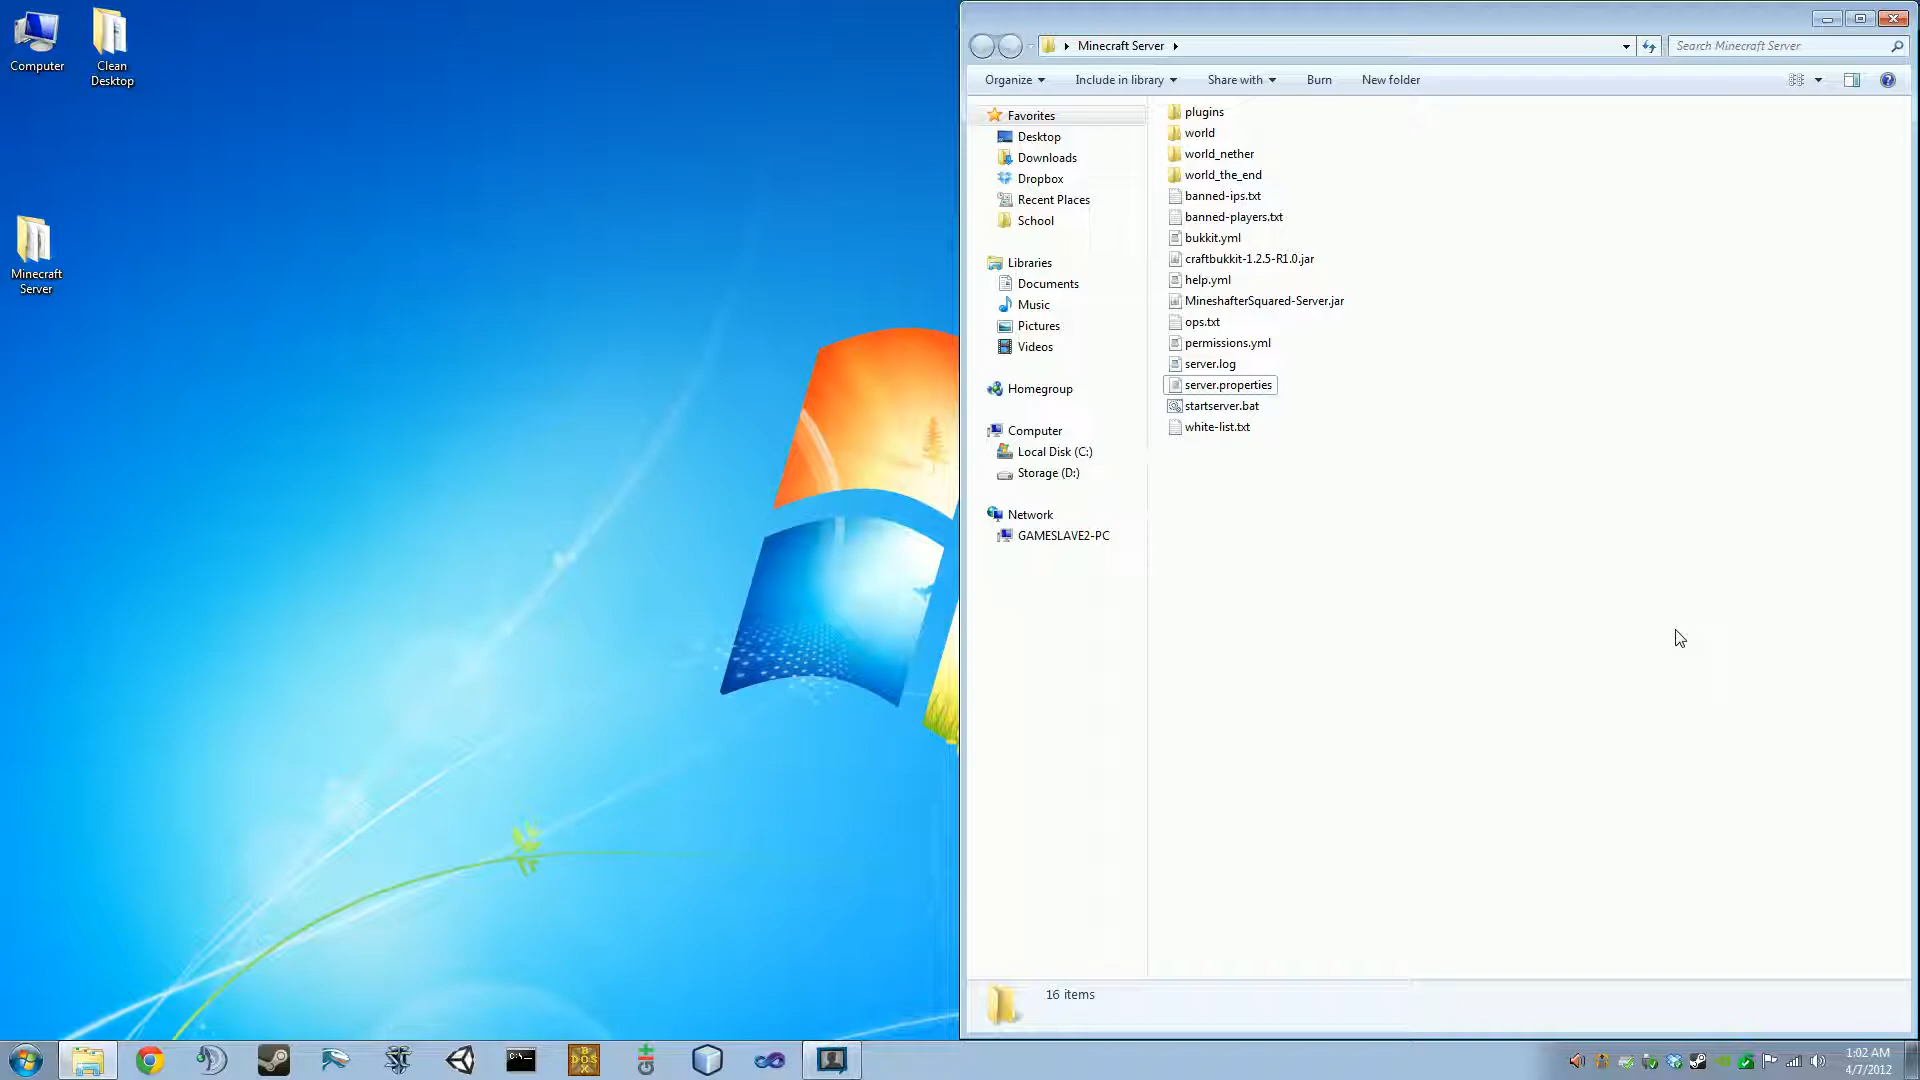 Computer
Clean
Desktop
Minecraft
Server
Minecraft Server
Search Minecraft Server
Organize
Include in library
Share with
Burn
New folder
Favorites
Desktop
Downloads
Dropbox
Recent Places
School
Libraries
Documents
Music
Pictures
Videos
Homegroup
Computer
Local Disk (C:)
Storage (D:)
Network
GAMESLAVE2-PC
plugins
world
world_nether
world_the_end
banned-ips.txt
banned-players.txt
bukkit.yml
craftbukkit-1.2.5-R1.0.jar
help.yml
MineshafterSquared-Server.jar
ops.txt
permissions.yml
server.log
server.properties
startserver.bat
white-list.txt
16 items
C:\_
DOS
BOX
git
1:02 AM
4/7/2012